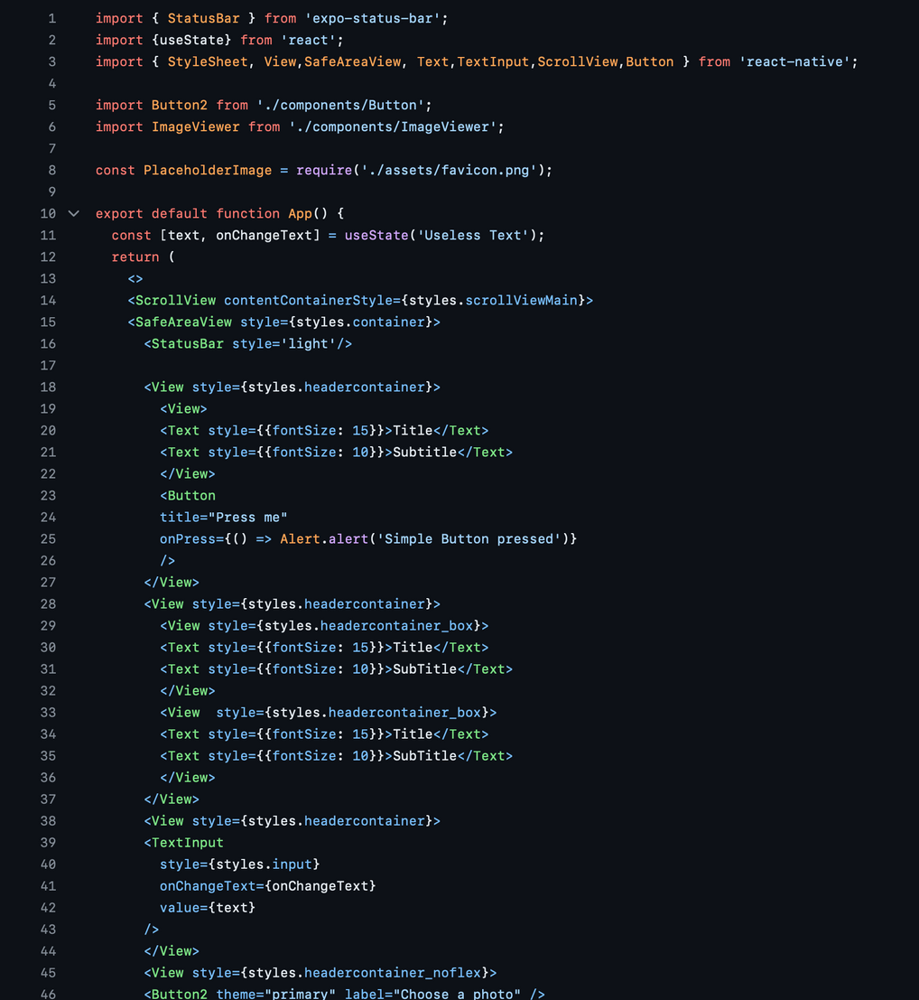 1 import { StatusBar } from 'expo-status-bar';
2 import {useState} from 'react';
3 import { StyleSheet, View,SafeAreaView, Text,TextInput,ScrollView,Button } from 'react-native';
4
5 import Button2 from './components/Button';
6 import ImageViewer from './components/ImageViewer';
7
8 const PlaceholderImage = require('./assets/favicon.png');
9
10 export default function App() {
11   const [text, onChangeText] = useState('Useless Text');
12   return (
13     <>
14     <ScrollView contentContainerStyle={styles.scrollViewMain}>
15     <SafeAreaView style={styles.container}>
16       <StatusBar style='light'/>
17
18       <View style={styles.headercontainer}>
19         <View>
20         <Text style={{fontSize: 15}}>Title</Text>
21         <Text style={{fontSize: 10}}>Subtitle</Text>
22         </View>
23         <Button
24         title="Press me"
25         onPress={() => Alert.alert('Simple Button pressed')}
26         />
27       </View>
28       <View style={styles.headercontainer}>
29         <View style={styles.headercontainer_box}>
30         <Text style={{fontSize: 15}}>Title</Text>
31         <Text style={{fontSize: 10}}>SubTitle</Text>
32         </View>
33         <View  style={styles.headercontainer_box}>
34         <Text style={{fontSize: 15}}>Title</Text>
35         <Text style={{fontSize: 10}}>SubTitle</Text>
36         </View>
37       </View>
38       <View style={styles.headercontainer}>
39       <TextInput
40         style={styles.input}
41         onChangeText={onChangeText}
42         value={text}
43       />
44       </View>
45       <View style={styles.headercontainer_noflex}>
46       <Button2 theme="primary" label="Choose a photo" />